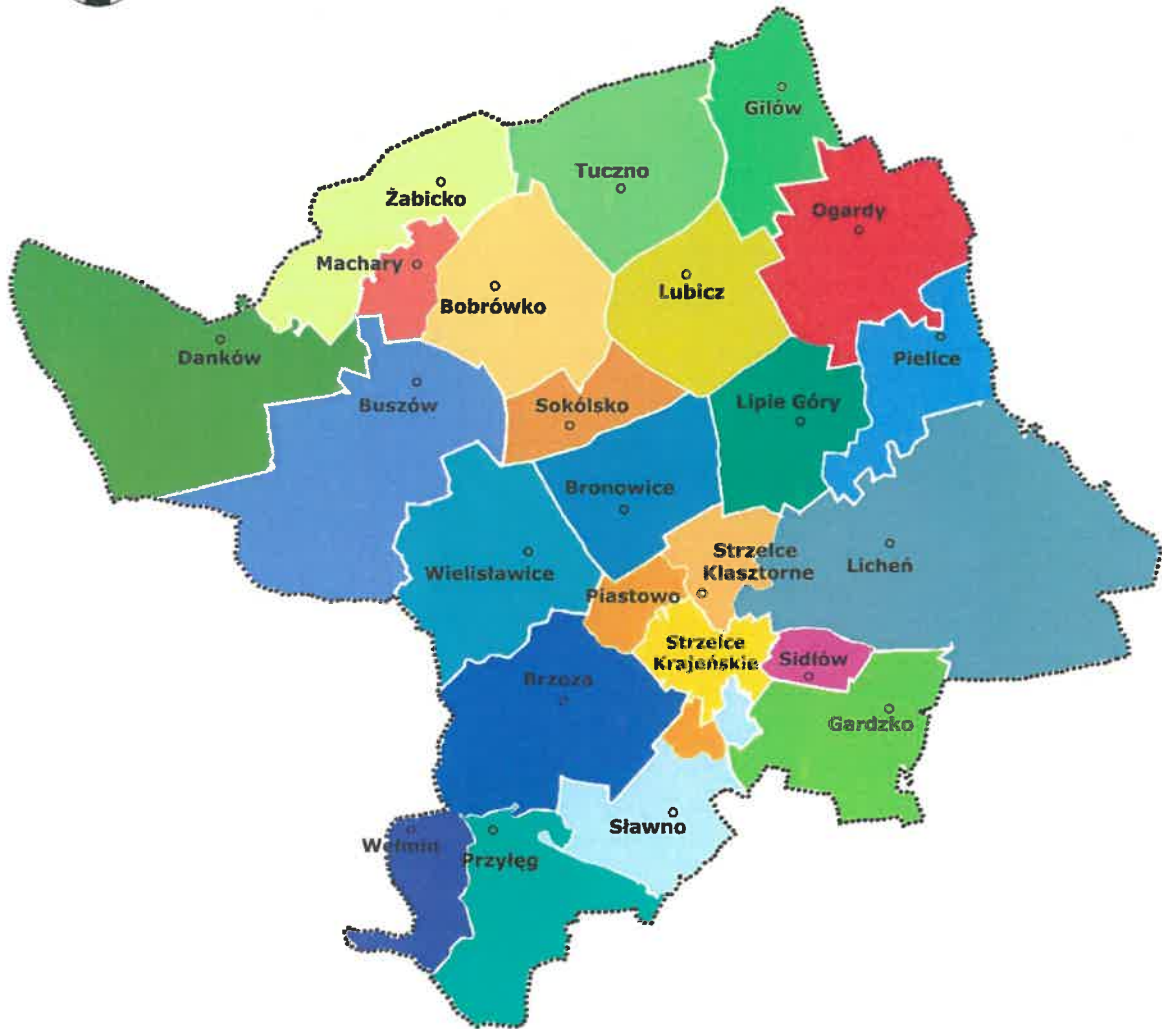 Gilów
Tuczno
Żabicko
Ogardy
Machary
Bobrówko
Lubicz
Danków
Pielice
Buszów
Sokólsko
Lipie Góry
Bronowice
Strzelce
Klasztorne
Wielisławice
Licheń
Piastowo
Strzelce
Krajeńskie
Sidłów
Brzoza
Gardzko
Sławno
Wełmin
Przyłęg